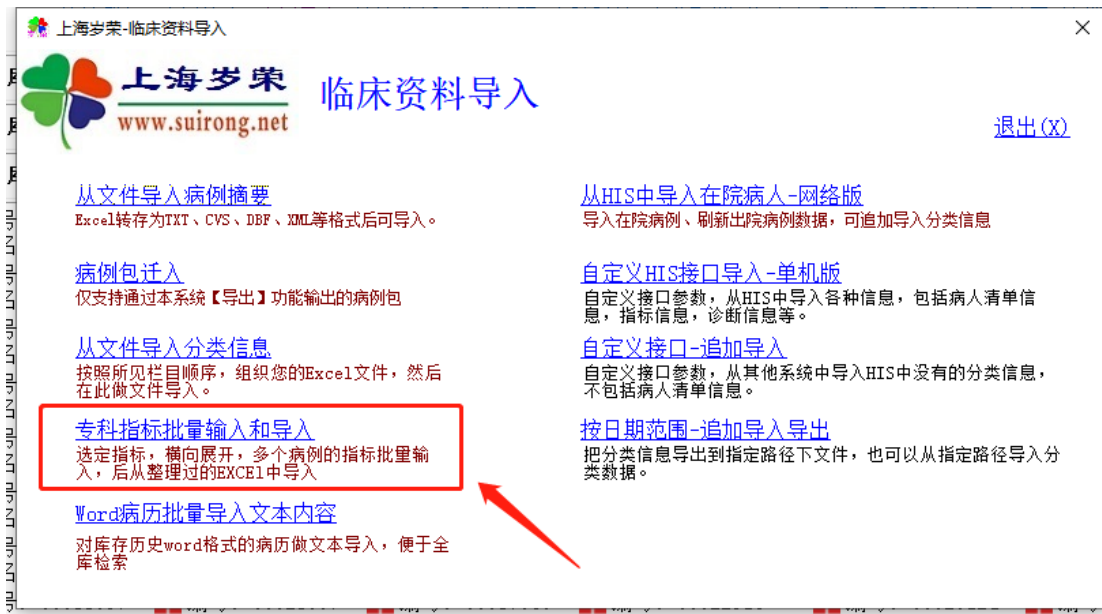 上海岁荣-临床资料导入
上海岁荣
www.suirong.net
临床资料导入
退出(X)
从文件导入病例摘要
Excel转存为TXT、CVS、DBF、XML等格式后可导入。
病例包迁入
仅支持通过本系统【导出】功能输出的病例包
从文件导入分类信息
按照所见栏目顺序，组织您的Excel文件，然后
在此做文件导入。
专科指标批量输入和导入
选定指标，横向展开，多个病例的指标批量输
入，后从整理过的EXCEl中导入
Word病历批量导入文本内容
对库存历史word格式的病历做文本导入，便于全
库检索
从HIS中导入在院病人-网络版
导入在院病例、刷新出院病例数据，可追加导入分类信息
自定义HIS接口导入-单机版
自定义接口参数，从HIS中导入各种信息，包括病人清单信
息，指标信息，诊断信息等。
自定义接口-追加导入
自定义接口参数，从其他系统中导入HIS中没有的分类信息，
不包括病人清单信息。
按日期范围-追加导入导出
把分类信息导出到指定路径下文件，也可以从指定路径导入分
类数据。